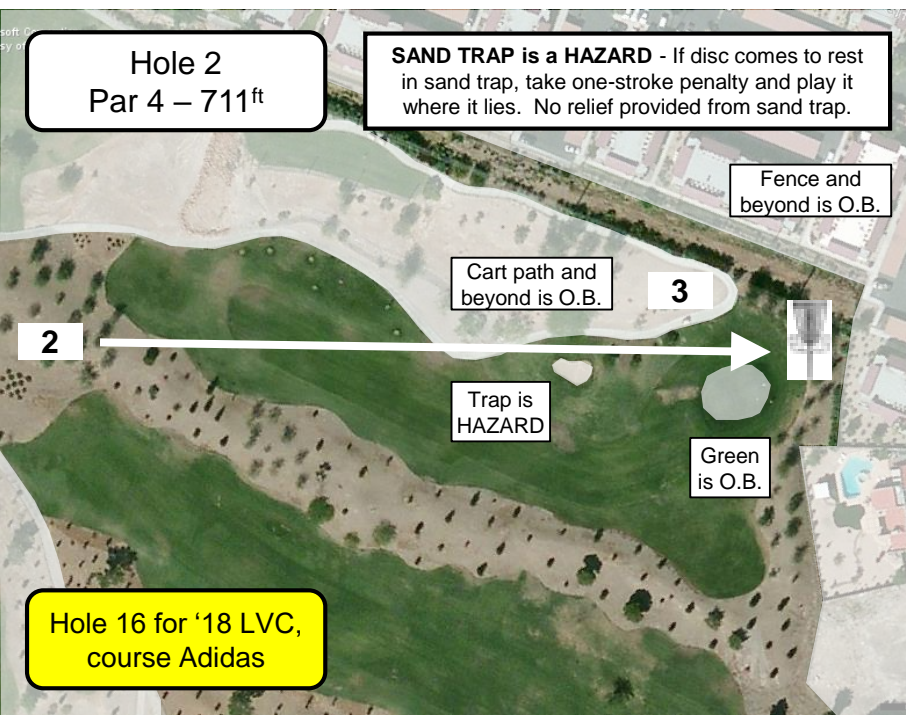 Hole 2
Par 4 – 711ft
SAND TRAP is a HAZARD - If disc comes to rest
in sand trap, take one-stroke penalty and play it
where it lies. No relief provided from sand trap.
Fence and
beyond is O.B.
Cart path and
beyond is O.B.
3
2
Trap is
HAZARD
Green
is O.B.
Hole 16 for ‘18 LVC,
course Adidas